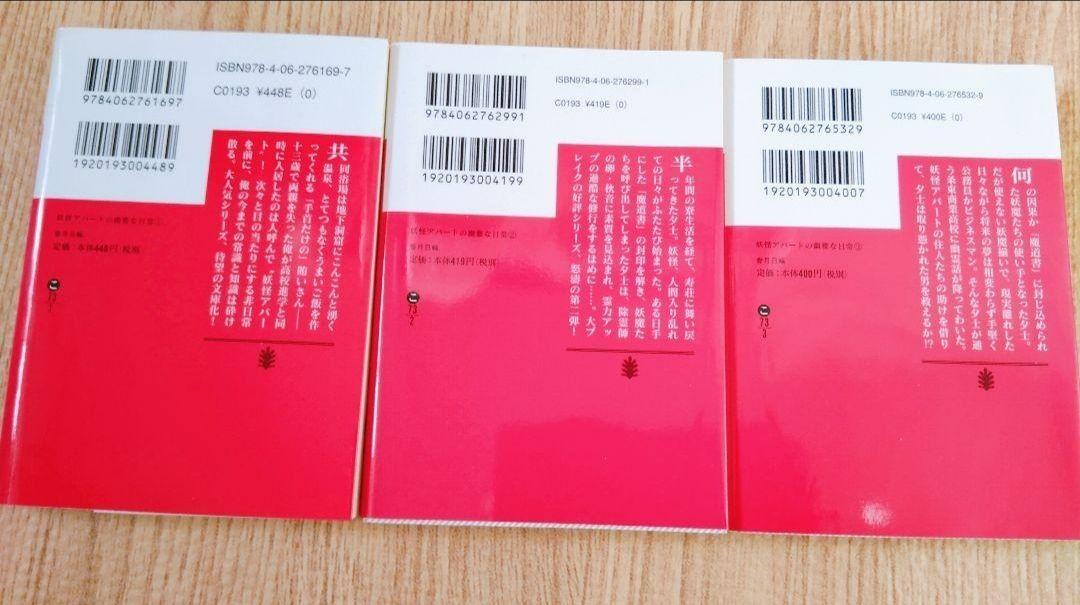 ISBN978-4-06-276169-7
9784062761697
C0193 ¥448E (0)
1920193004489
共同浴場は地下洞窟にこんこんと湧く
温泉、とてつもなくうまいご飯を作
ってくれる「手首だけの」賄いさん――
十三歳で両親を失った俺が高校進学と同
時に入居したのは人呼んで〝妖怪アパー
ト〟! 次々と目の当たりにする非日常
を前に、俺の今までの常識と知識は砕け
散る。大人気シリーズ、待望の文庫化!
妖怪アパートの幽雅な日常①
香月日輪
定価:本体448円(税別)
こ
73
1
ISBN978-4-06-276299-1
9784062762991
C0193 ¥419E (0)
1920193004199
半年間の寮生活を経て、寿荘に舞い戻
ってきた夕士。妖怪、人間入り乱れ
ての日々がふたたび始まった。ある日手
にした「魔道書」の封印を解き、妖魔た
ちを呼び出してしまった夕士は、除霊師
の卵・秋音に素質を見込まれ、霊力アッ
プの過酷な修行をするはめに……。大ブ
レイクの好評シリーズ、怒濤の第二弾!
妖怪アパートの幽雅な日常②
香月日輪
定価:本体419円(税別)
こ
73
2
ISBN978-4-06-276532-9
9784062765329
C0193 ¥400E (0)
1920193004007
何の因果か「魔道書」に封じ込められ
た妖魔たちの使い手となった夕士。
だが使えない妖魔揃いで、現実離れした
日々ながら将来の夢は相変わらず手堅く
公務員かビジネスマン。そんな夕士が通
う条東商業高校に幽霊話が降ってわいた。
妖怪アパートの住人たちの助けを借り
て、夕士は取り憑かれた男を救えるか!?
妖怪アパートの幽雅な日常③
香月日輪
定価:本体400円(税別)
こ
73
3